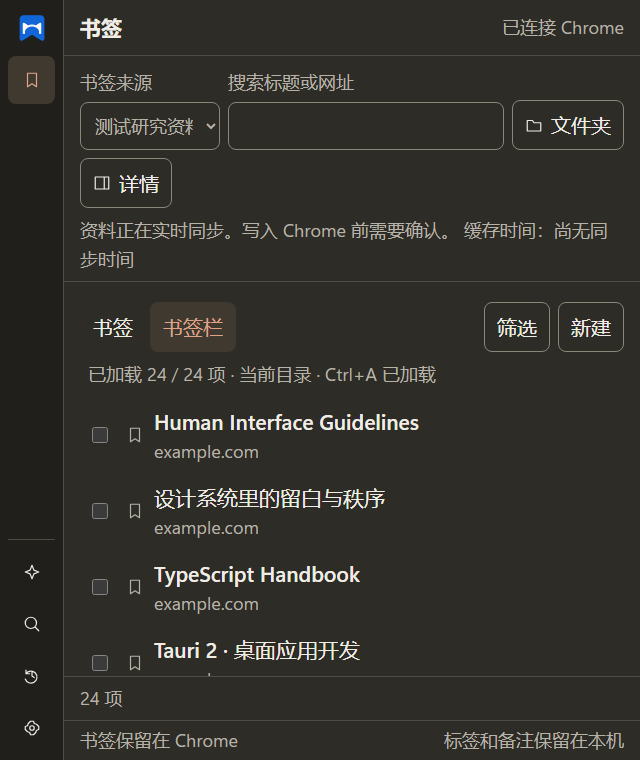 书签
已连接 Chrome
书签来源
搜索标题或网址
测试研究资料
文件夹
详情
资料正在实时同步。写入 Chrome 前需要确认。 缓存时间：尚无同
步时间
书签
书签栏
筛选
新建
已加载 24 / 24 项 · 当前目录 · Ctrl+A 已加载
Human Interface Guidelines
example.com
设计系统里的留白与秩序
example.com
TypeScript Handbook
example.com
Tauri 2 · 桌面应用开发
24 项
书签保留在 Chrome
标签和备注保留在本机